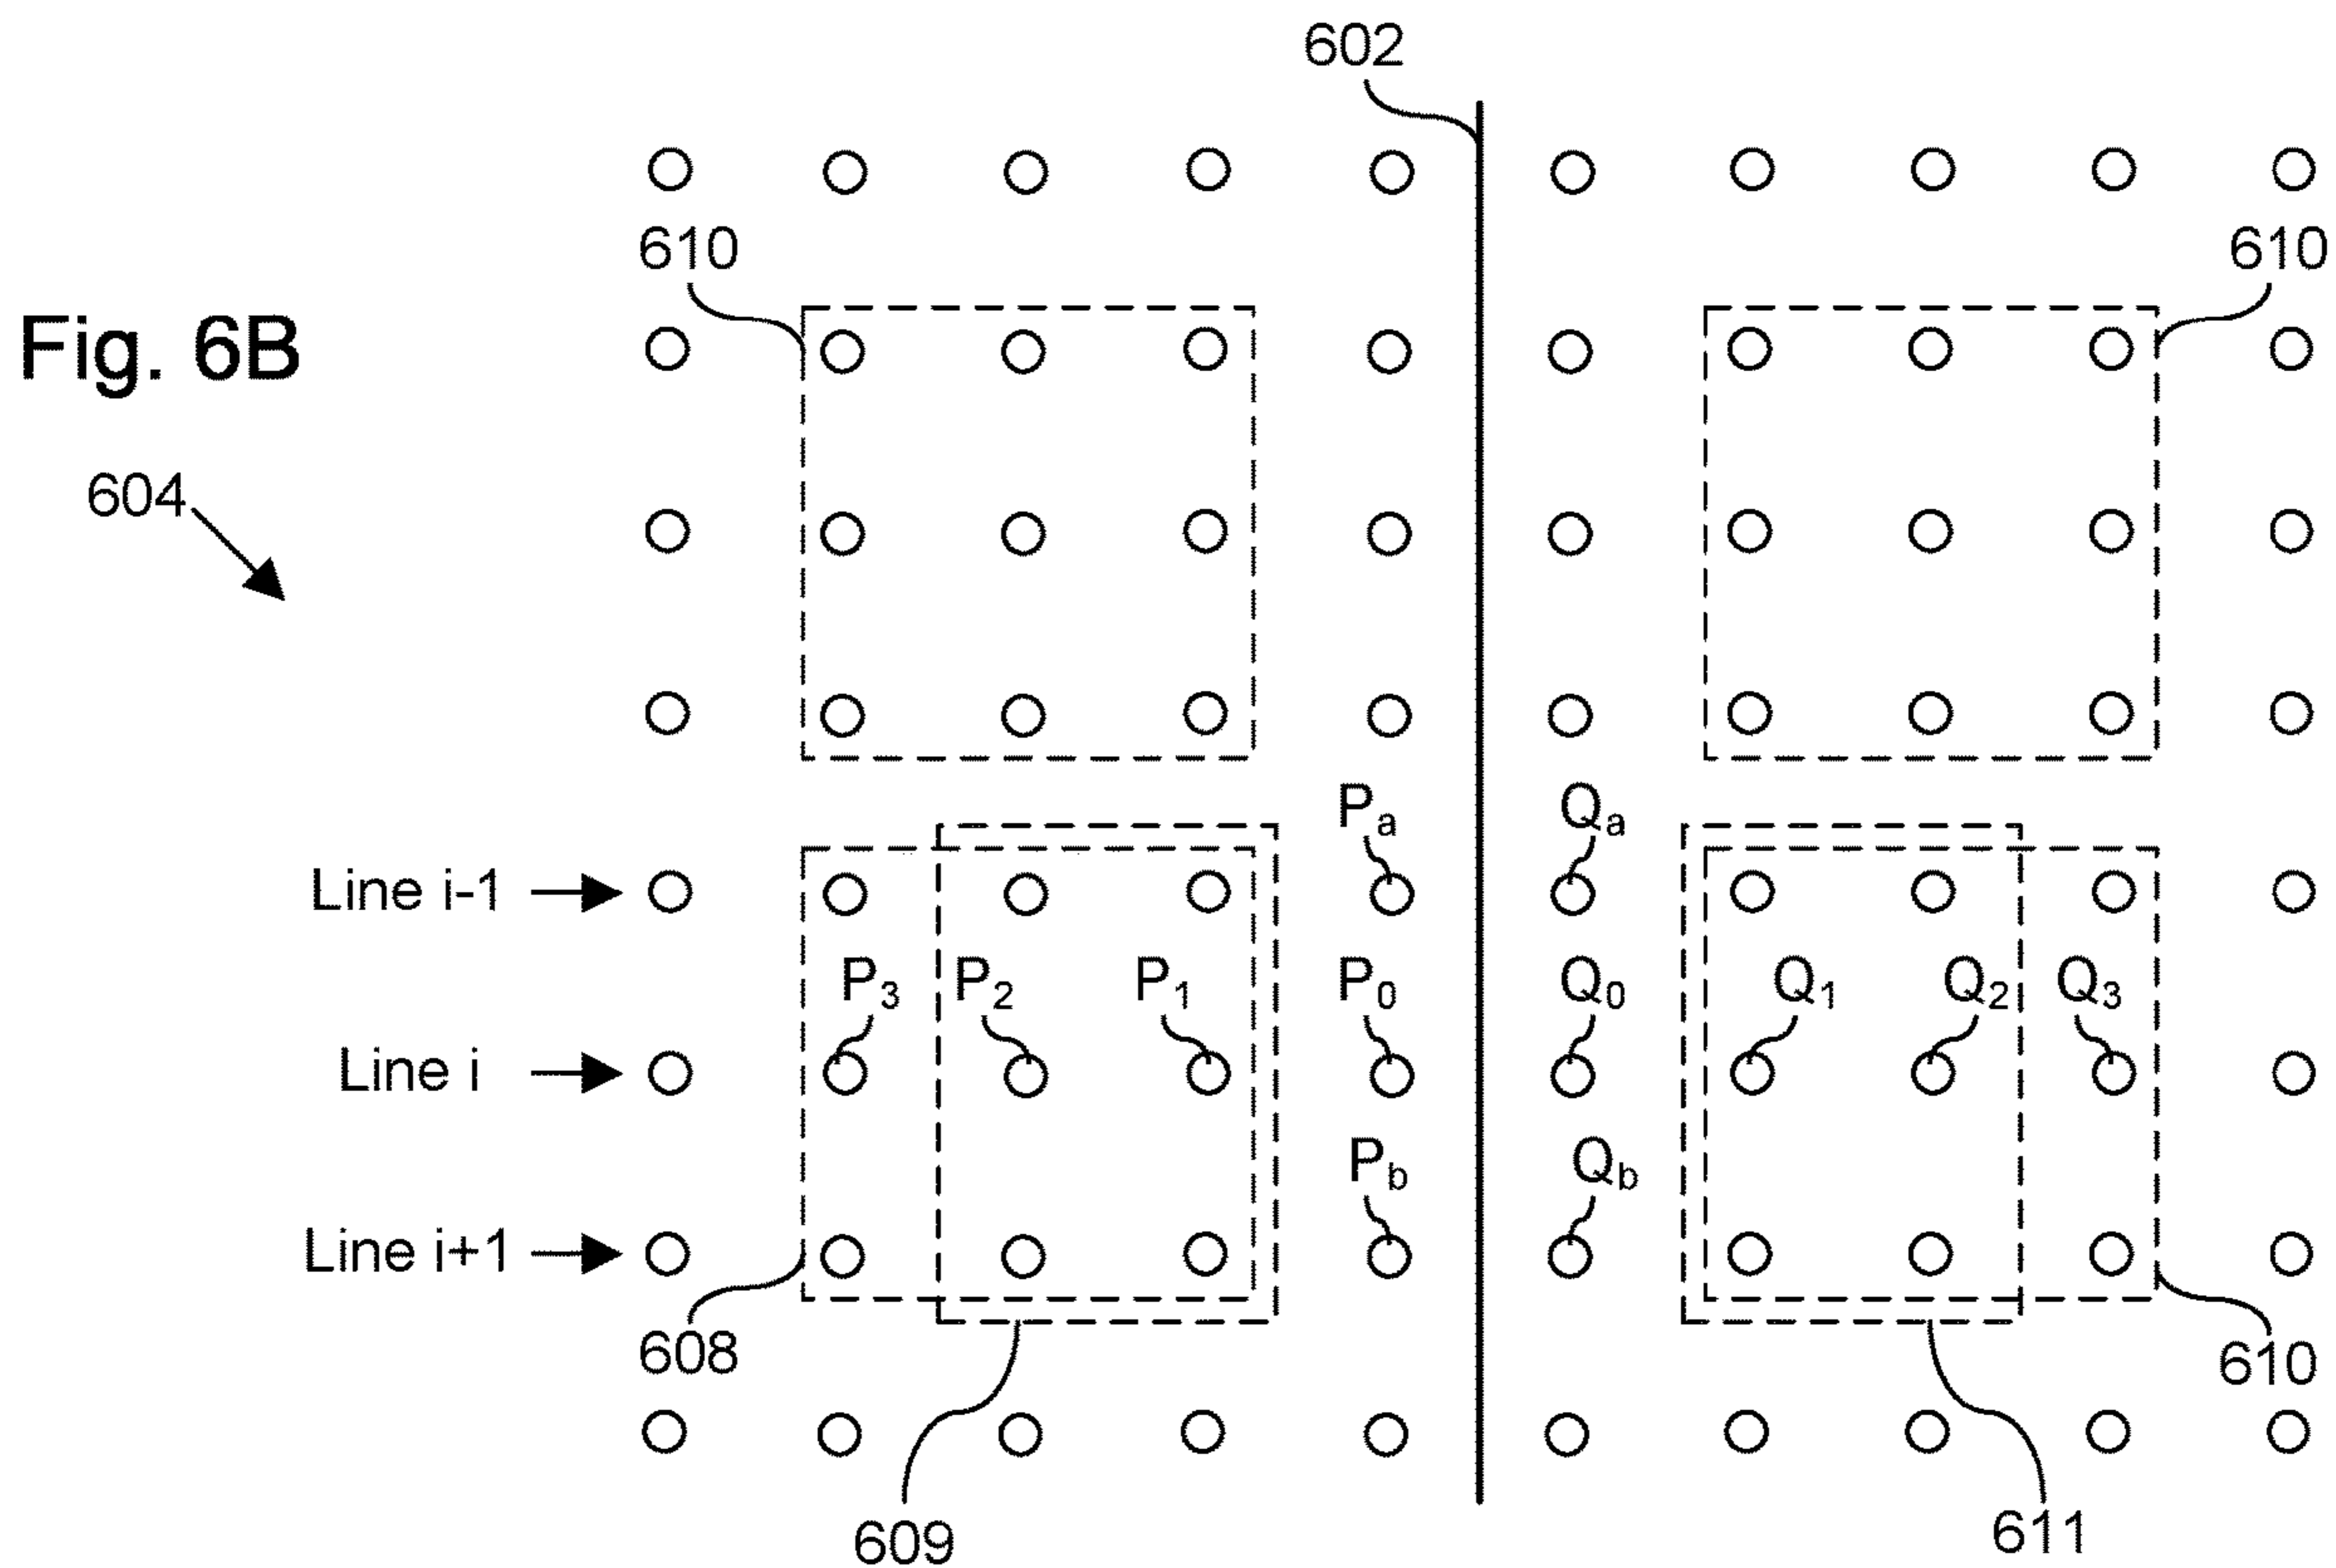 602
610
610
Fig. 6B
604
Pa
Qa
Line i-1
P3
P2
P1
P0
Q0
Q1
Q2
Q3
Line i
Pb
Qb
Line i+1
608
610
609
611